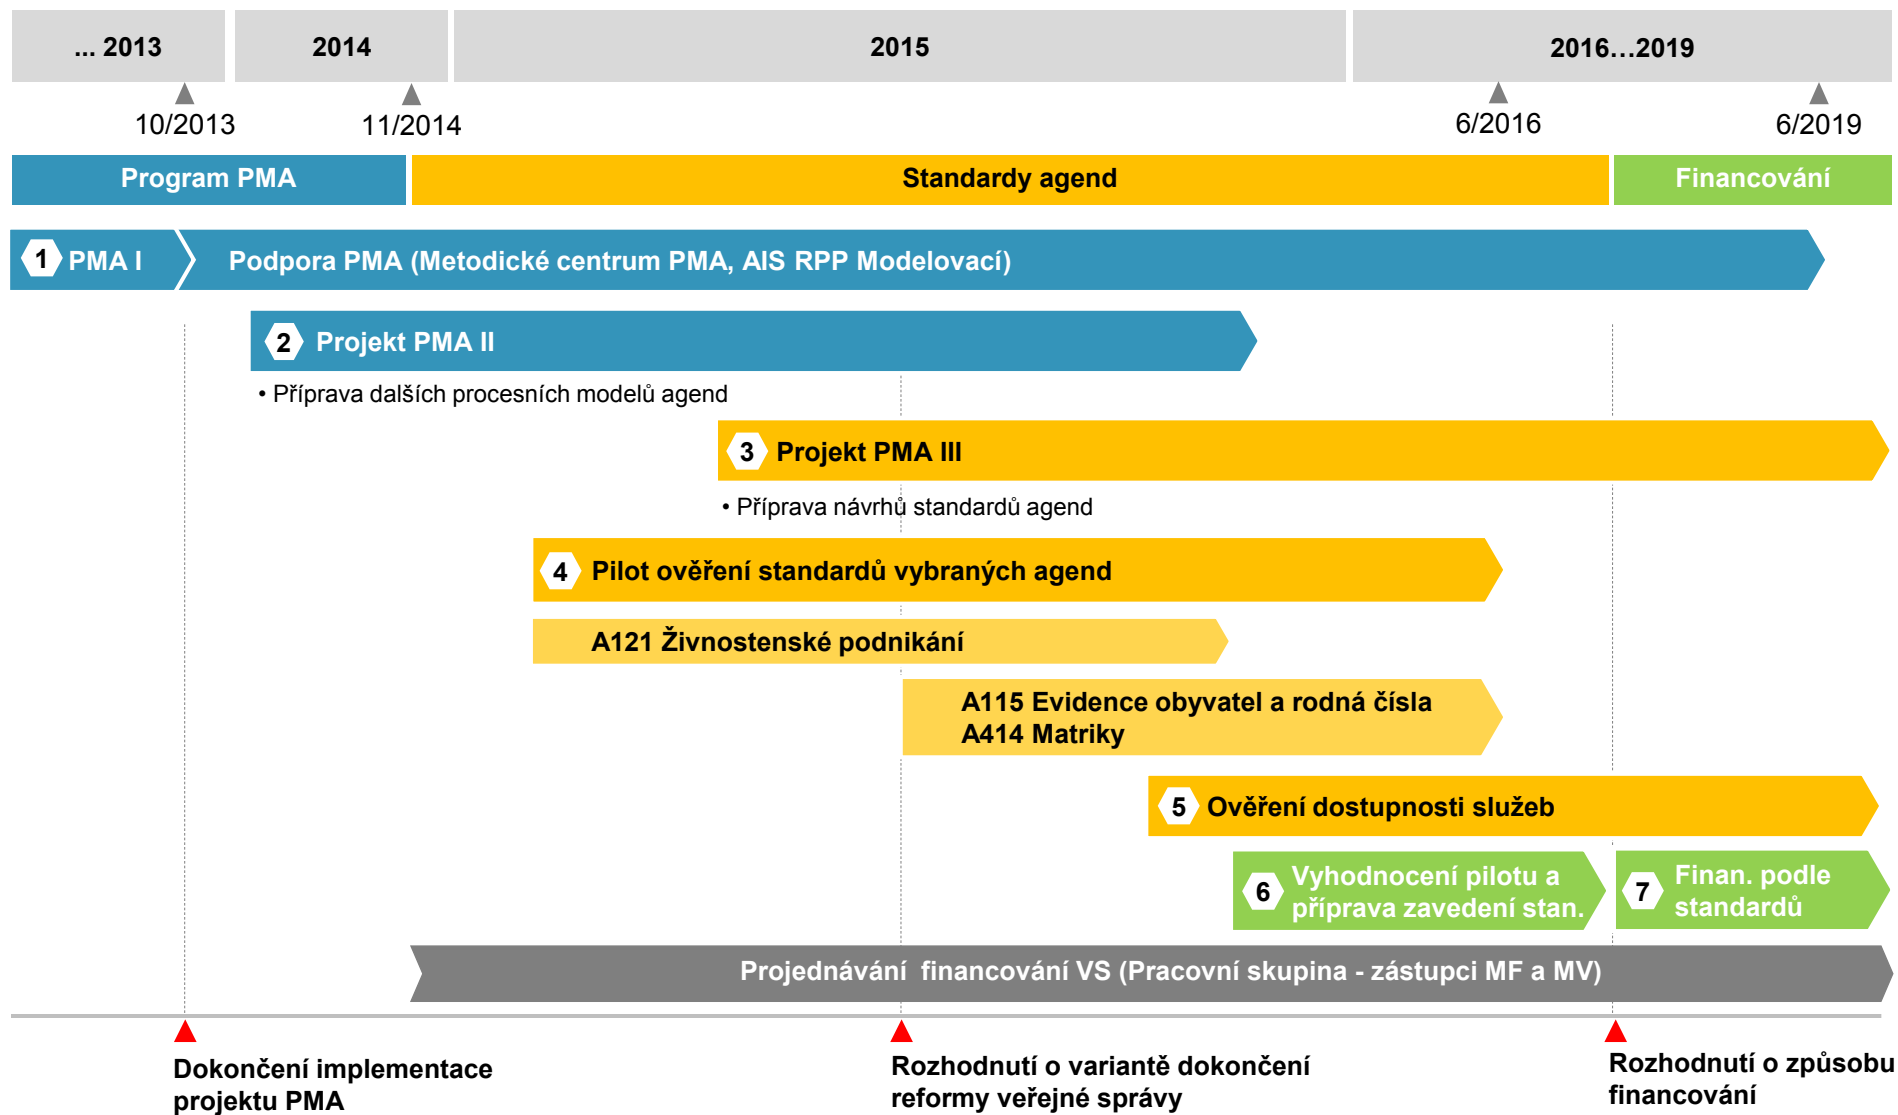 ... 2013
2014
2015
2016…2019
10/2013
11/2014
6/2016
6/2019
Program PMA
Standardy agend
Financování
1 PMA I
Podpora PMA (Metodické centrum PMA, AIS RPP Modelovací)
2 Projekt PMA II
• Příprava dalších procesních modelů agend
3 Projekt PMA III
• Příprava návrhů standardů agend
4 Pilot ověření standardů vybraných agend
A121 Živnostenské podnikání
A115 Evidence obyvatel a rodná čísla
A414 Matriky
5 Ověření dostupnosti služeb
6 Vyhodnocení pilotu a
příprava zavedení stan.
7 Finan. podle
standardů
Projednávání  financování VS (Pracovní skupina - zástupci MF a MV)
Dokončení implementace
projektu PMA
Rozhodnutí o variantě dokončení
reformy veřejné správy
Rozhodnutí o způsobu
financování